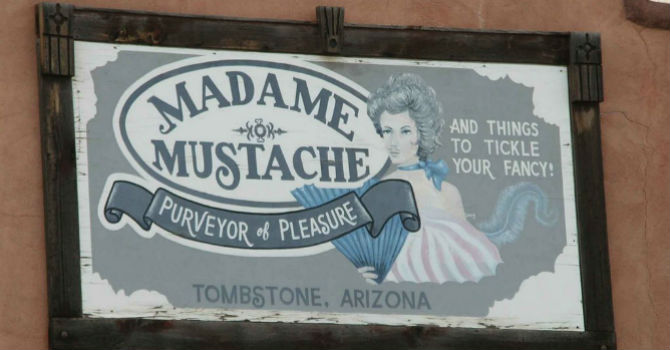 MADAME
MUSTACHE
PURVEYOR of PLEASURE
AND THINGS
TO TICKLE
YOUR FANCY!
TOMBSTONE, ARIZONA